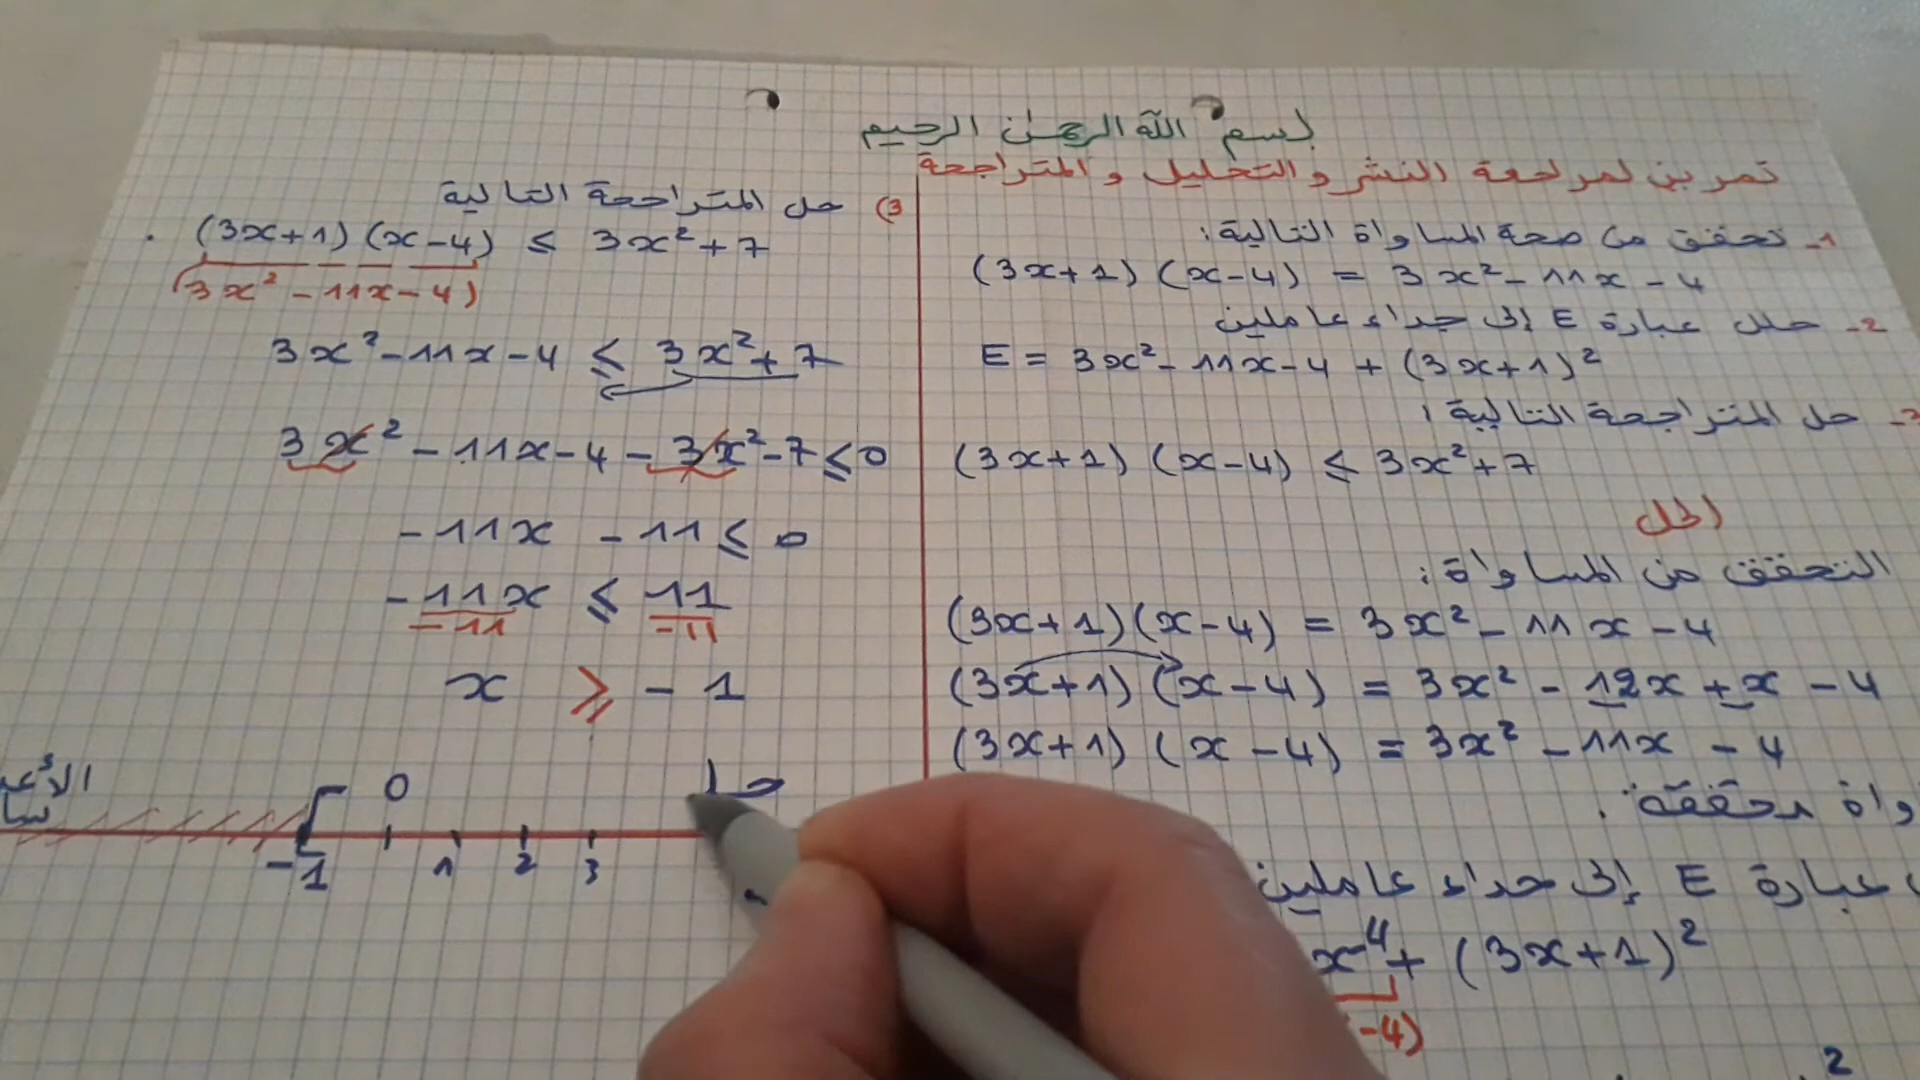 بسم الله الرحمن الرحيم
تمرين لمراجعة النشر والتحليل و المتراجحة
1- تحقق من صحة المساواة التالية:
(3x+1)(x-4) = 3x²-11x-4
2- حلل عبارة E إلى جداء عاملين
E = 3x²-11x-4+(3x+1)²
3- حل المتراجحة التالية:
(3x+1)(x-4) ≤ 3x²+7
الحل
التحقق من المساواة:
(3x+1)(x-4) = 3x²-11x-4
(3x+1)(x-4) = 3x²-12x+x-4
(3x+1)(x-4) = 3x²-11x-4
محققة.
عبارة E إلى جداء عاملين
+(3x+1)²
-4)
2
3) حل المتراجحة التالية
(3x+1)(x-4) ≤ 3x²+7
(3x²-11x-4)
3x²-11x-4 ≤ 3x²+7
3x²-11x-4-3x²-7≤0
-11x -11≤0
-11x ≤ 11
-11 -11
x ≥ -1
0
-1 1 2 3